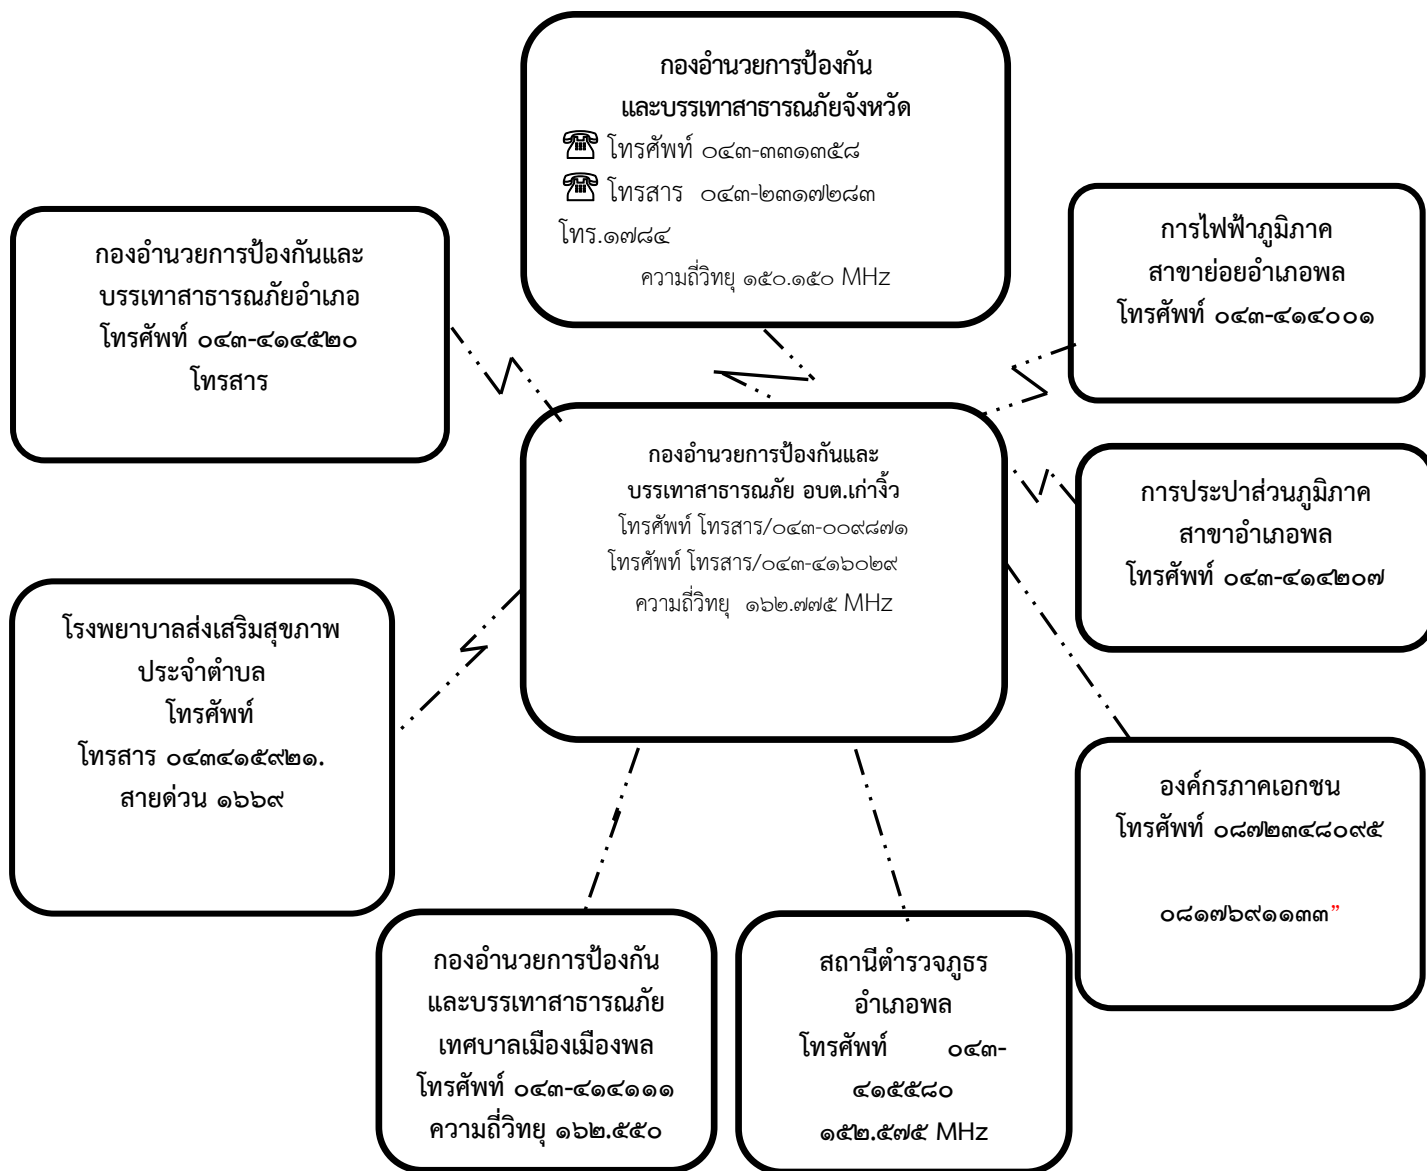 กองอำนวยการป้องกัน
และบรรเทาสาธารณภัยจังหวัด
โทรศัพท์ ๐๔๓-๓๓๑๓๕๘
โทรสาร ๐๔๓-๒๓๑๗๒๘๓
โทร.๑๗๘๔
ความถี่วิทยุ ๑๕๐.๑๕๐ MHz
กองอำนวยการป้องกันและ
บรรเทาสาธารณภัยอำเภอ
โทรศัพท์ ๐๔๓-๔๑๔๕๒๐
โทรสาร
การไฟฟ้าภูมิภาค
สาขาย่อยอำเภอพล
โทรศัพท์ ๐๔๓-๔๑๔๐๐๑
กองอำนวยการป้องกันและ
บรรเทาสาธารณภัย อบต.เก่างิ้ว
โทรศัพท์ โทรสาร/๐๔๓-๐๐๙๘๗๑
โทรศัพท์ โทรสาร/๐๔๓-๔๑๖๐๒๙
ความถี่วิทยุ ๑๖๒.๗๗๕ MHz
การประปาส่วนภูมิภาค
สาขาอำเภอพล
โทรศัพท์ ๐๔๓-๔๑๔๒๐๗
โรงพยาบาลส่งเสริมสุขภาพ
ประจำตำบล
โทรศัพท์
โทรสาร ๐๔๓๔๑๕๙๒๑.
สายด่วน ๑๖๖๙
องค์กรภาคเอกชน
โทรศัพท์ ๐๘๗๒๓๔๘๐๙๕
๐๘๑๗๖๙๑๑๓๓”
กองอำนวยการป้องกัน
และบรรเทาสาธารณภัย
เทศบาลเมืองเมืองพล
โทรศัพท์ ๐๔๓-๔๑๔๑๑๑
ความถี่วิทยุ ๑๖๒.๕๕๐
สถานีตำรวจภูธร
อำเภอพล
โทรศัพท์ ๐๔๓-
๔๑๕๕๘๐
๑๕๒.๕๗๕ MHz